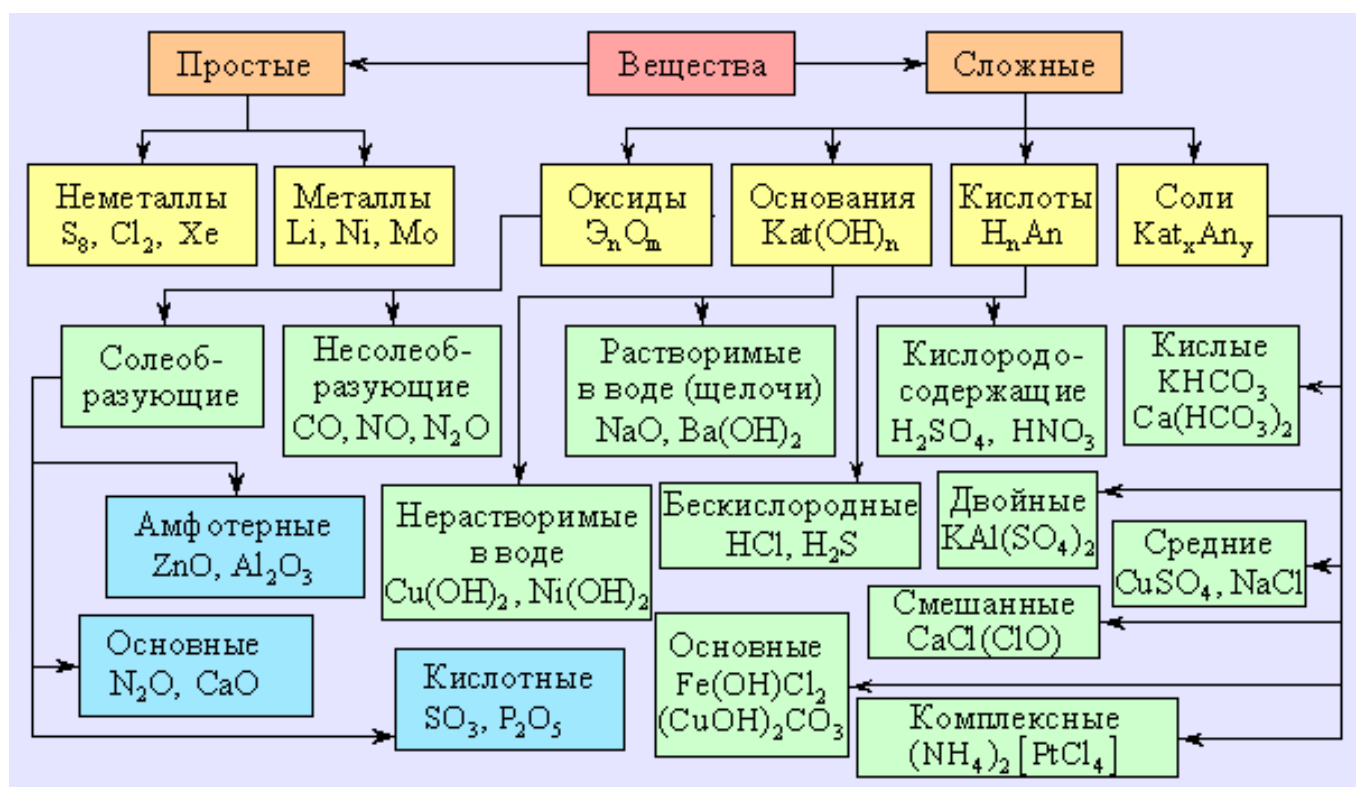 Простые
Вещества
Сложные
Неметаллы
S₈, Cl₂, Xe
Металлы
Li, Ni, Mo
Оксиды
ЭₙOₘ
Основания
Kat(OH)ₙ
Кислоты
HₙAn
Соли
KatₓAnᵧ
Солеоб-
разующие
Несолеоб-
разующие
CO, NO, N₂O
Растворимые
в воде (щелочи)
NaO, Ba(OH)₂
Кислородо-
содержащие
H₂SO₄, HNO₃
Кислые
KHCO₃
Ca(HCO₃)₂
Амфотерные
ZnO, Al₂O₃
Нерастворимые
в воде
Cu(OH)₂, Ni(OH)₂
Бескислородные
HCl, H₂S
Двойные
KAl(SO₄)₂
Средние
CuSO₄, NaCl
Смешанные
CaCl(ClO)
Основные
N₂O, CaO
Кислотные
SO₃, P₂O₅
Основные
Fe(OH)Cl₂
(CuOH)₂CO₃
Комплексные
(NH₄)₂[PtCl₄]